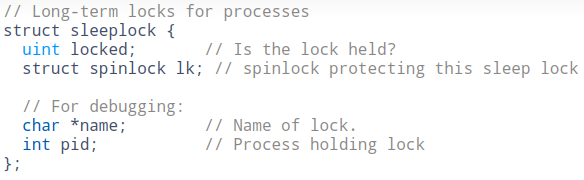 // Long-term locks for processes
struct sleeplock {
  uint locked;       // Is the lock held?
  struct spinlock lk; // spinlock protecting this sleep lock

  // For debugging:
  char *name;        // Name of lock.
  int pid;           // Process holding lock
};